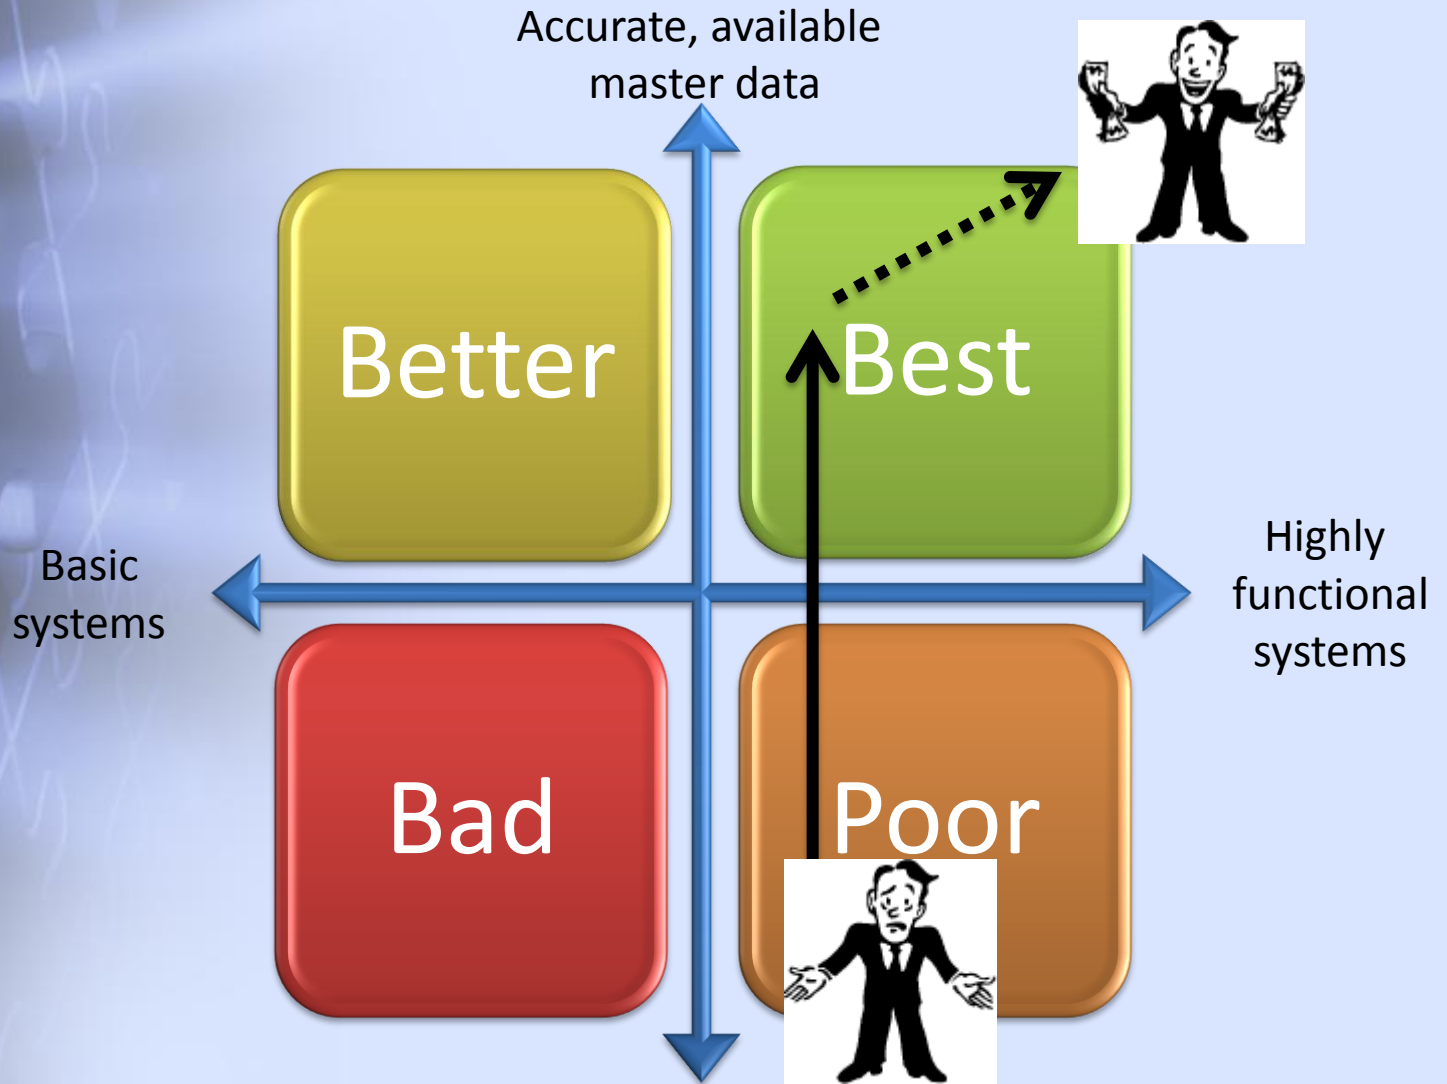 Accurate, available
master data
Better
Best
Basic
systems
Highly
functional
systems
Bad
Poor